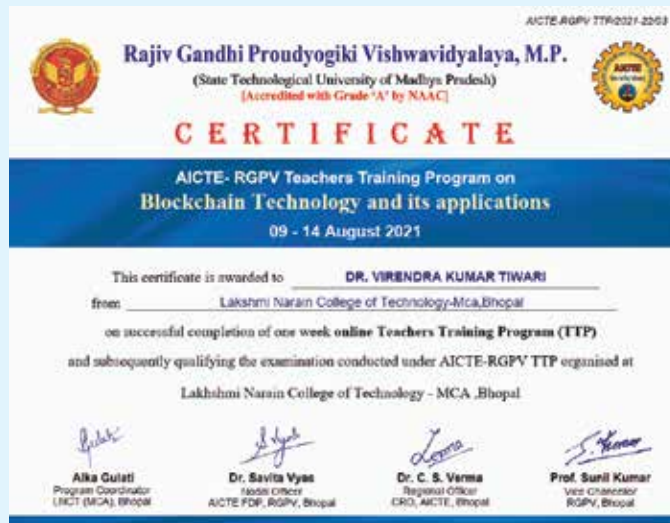 AICTE-RGPV TTP/2021-22/53
Rajiv Gandhi Proudyogiki Vishwavidyalaya, M.P.
(State Technological University of Madhya Pradesh)
[Accredited with Grade 'A' by NAAC]
CERTIFICATE
AICTE- RGPV Teachers Training Program on
Blockchain Technology and its applications
09 - 14 August 2021
This certificate is awarded to DR. VIRENDRA KUMAR TIWARI
from Lakshmi Narain College of Technology-Mca,Bhopal
on successful completion of one week online Teachers Training Program (TTP)
and subsequently qualifying the examination conducted under AICTE-RGPV TTP organised at
Lakhshmi Narain College of Technology - MCA ,Bhopal
Alka Gulati Dr. Savita Vyas Dr. C. S. Verma Prof. Sunil Kumar
Program Coordinator Nodal Officer Regional Officer Vice Chancellor
LNCT (MCA), Bhopal AICTE FDP, RGPV, Bhopal CRO, AICTE, Bhopal RGPV, Bhopal